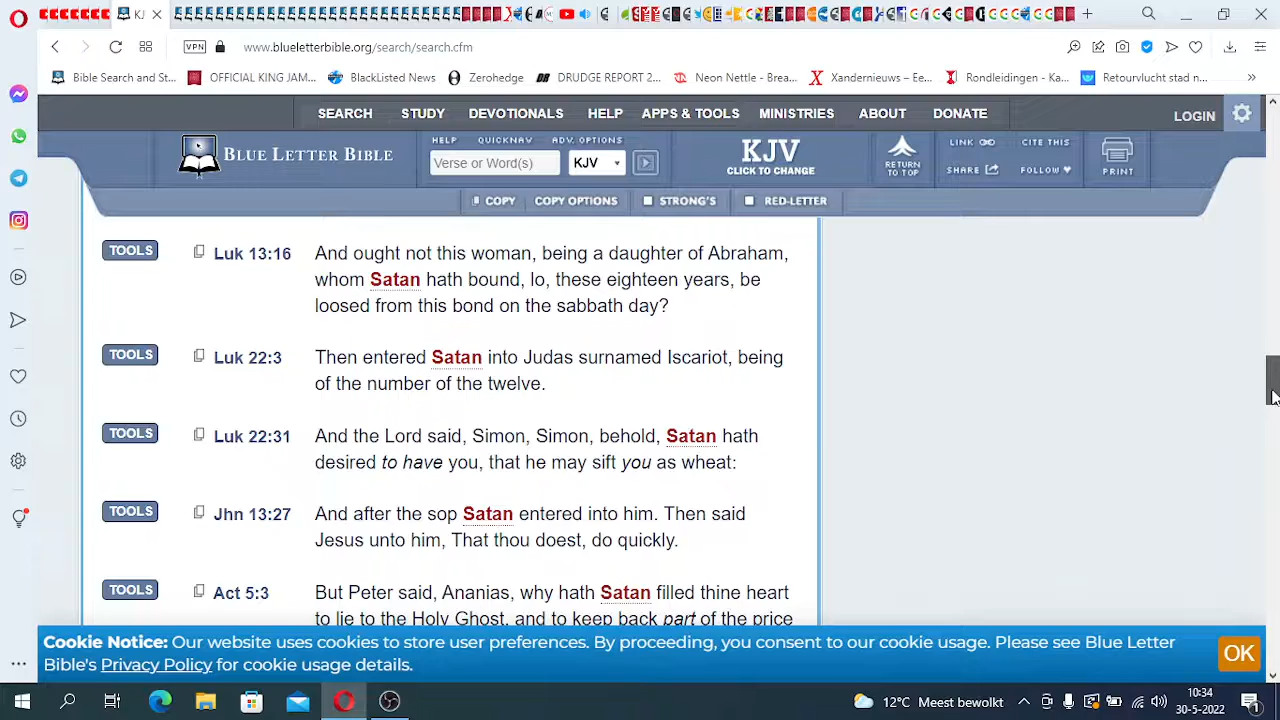 KJ
VPN
www.blueletterbible.org/search/search.cfm
Bible Search and St...
OFFICIAL KING JAM...
BlackListed News
Zerohedge
DRUDGE REPORT 2...
Neon Nettle - Brea...
Xandernieuws – Ee...
Rondleidingen - Ka...
Retourvlucht stad n...
SEARCH
STUDY
DEVOTIONALS
HELP
APPS & TOOLS
MINISTRIES
ABOUT
DONATE
LOGIN
BLUE LETTER BIBLE
HELP
QUICKNAV
ADV. OPTIONS
Verse or Word(s)
KJV
KJV
CLICK TO CHANGE
RETURN
TO TOP
LINK
CITE THIS
SHARE
FOLLOW
PRINT
COPY
COPY OPTIONS
STRONG'S
RED-LETTER
TOOLS
Luk 13:16
And ought not this woman, being a daughter of Abraham,
whom Satan hath bound, lo, these eighteen years, be
loosed from this bond on the sabbath day?
TOOLS
Luk 22:3
Then entered Satan into Judas surnamed Iscariot, being
of the number of the twelve.
TOOLS
Luk 22:31
And the Lord said, Simon, Simon, behold, Satan hath
desired to have you, that he may sift you as wheat:
TOOLS
Jhn 13:27
And after the sop Satan entered into him. Then said
Jesus unto him, That thou doest, do quickly.
TOOLS
Act 5:3
But Peter said, Ananias, why hath Satan filled thine heart
to lie to the Holy Ghost, and to keep back part of the price
Cookie Notice: Our website uses cookies to store user preferences. By proceeding, you consent to our cookie usage. Please see Blue Letter
Bible's Privacy Policy for cookie usage details.
OK
12°C Meest bewolkt
10:34
30-5-2022